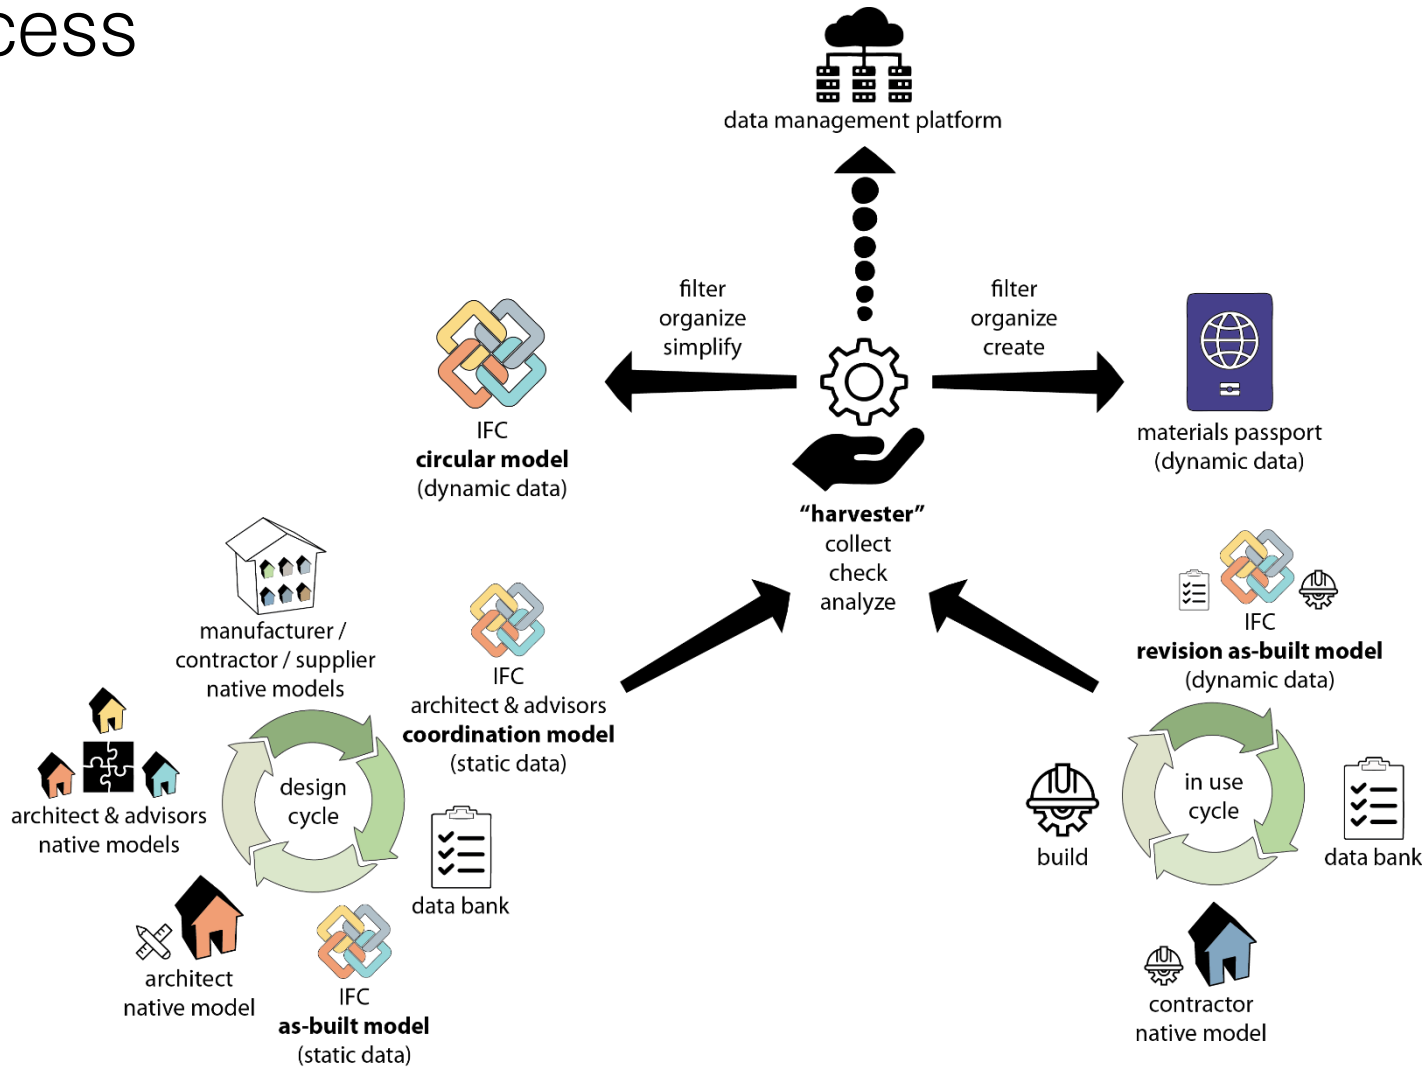 cess
data management platform
filter
organize
simplify
filter
organize
create
IFC
circular model
(dynamic data)
materials passport
(dynamic data)
“harvester”
collect
check
analyze
manufacturer /
contractor / supplier
native models
IFC
architect & advisors
coordination model
(static data)
architect & advisors
native models
design
cycle
data bank
architect
native model
IFC
as-built model
(static data)
IFC
revision as-built model
(dynamic data)
in use
cycle
build
data bank
contractor
native model